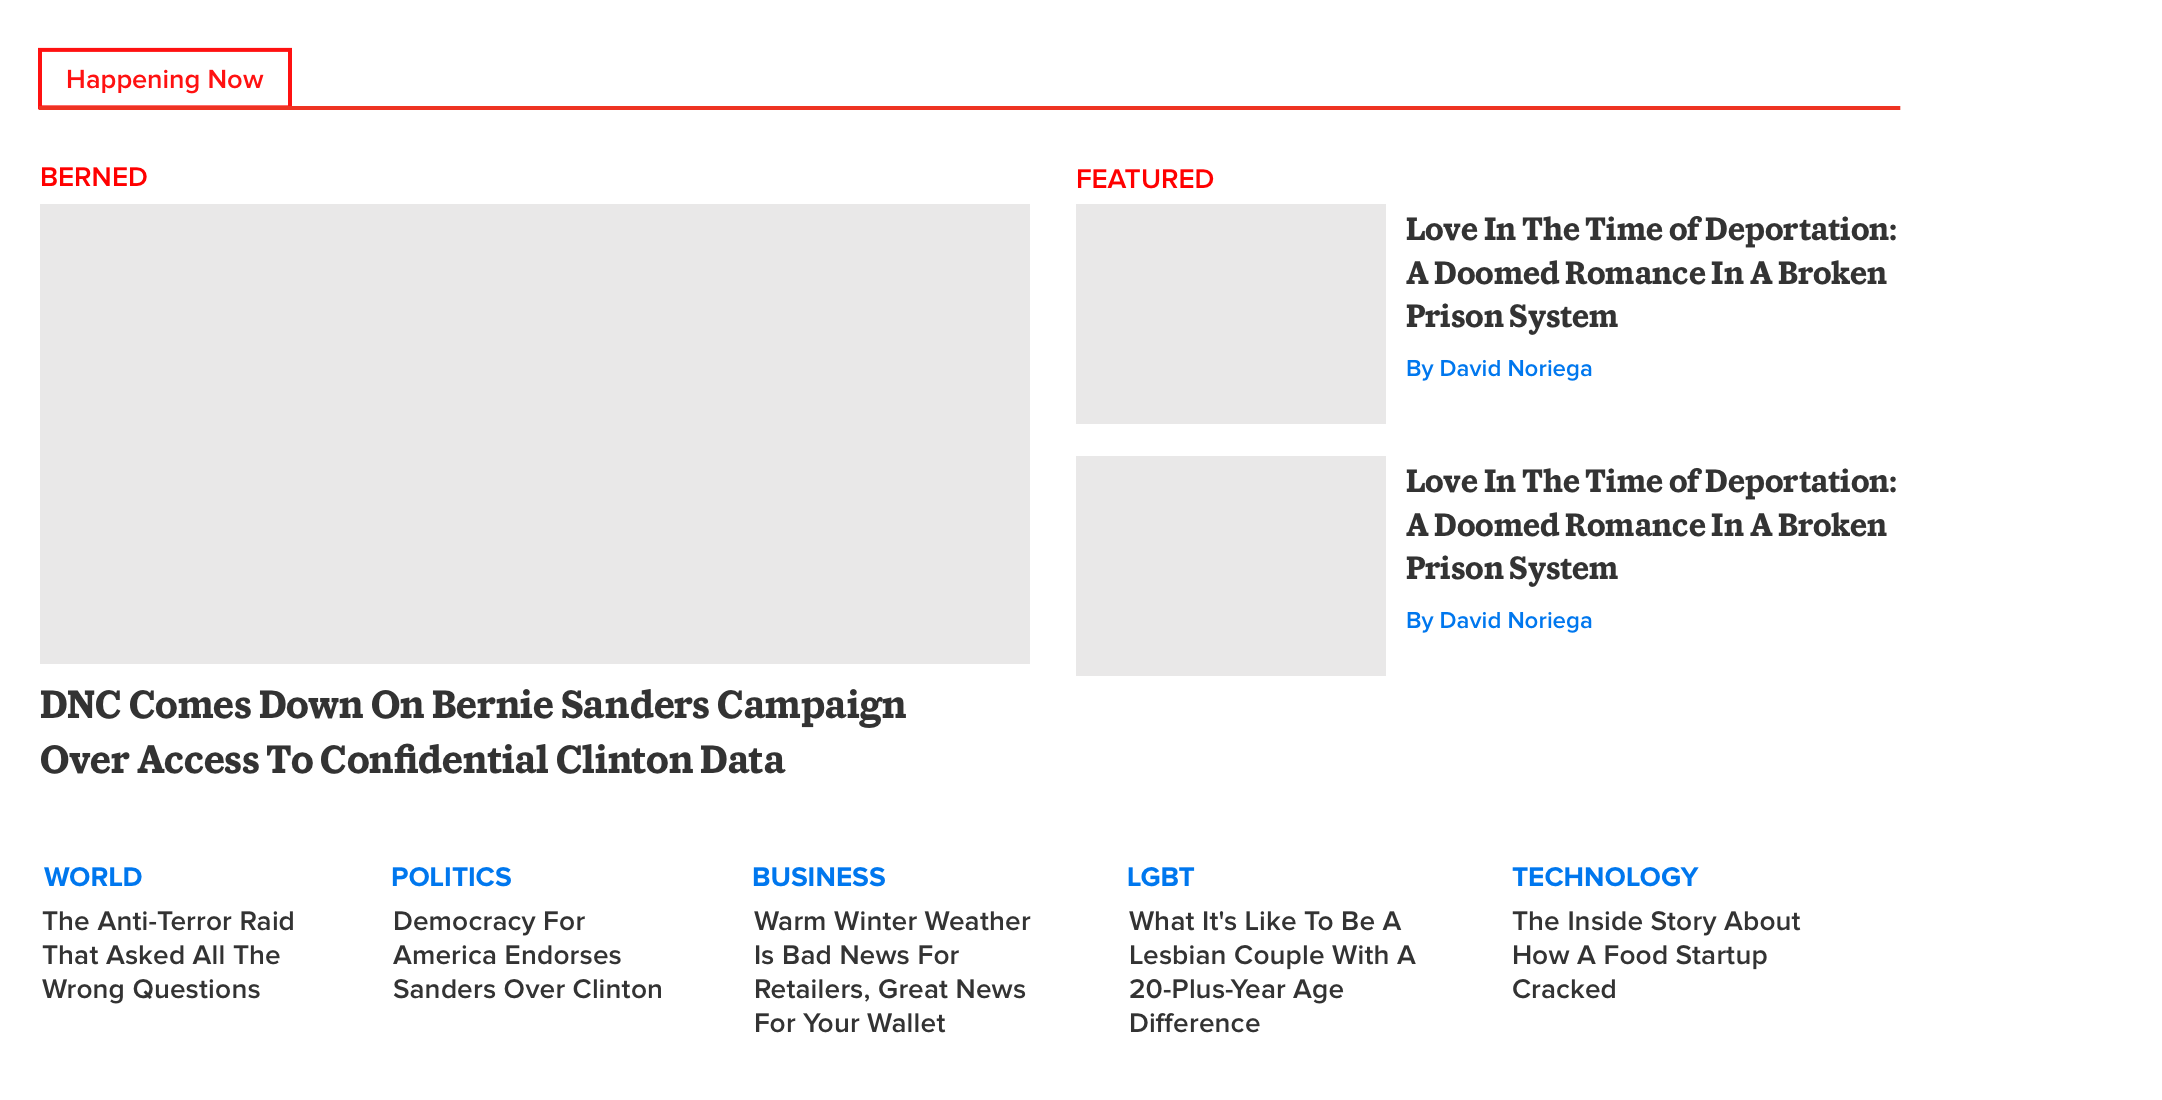 Happening Now
BERNED
DNC Comes Down On Bernie Sanders Campaign
Over Access To Confidential Clinton Data
FEATURED
Love In The Time of Deportation:
A Doomed Romance In A Broken
Prison System
By David Noriega
Love In The Time of Deportation:
A Doomed Romance In A Broken
Prison System
By David Noriega
WORLD
The Anti-Terror Raid
That Asked All The
Wrong Questions
POLITICS
Democracy For
America Endorses
Sanders Over Clinton
BUSINESS
Warm Winter Weather
Is Bad News For
Retailers, Great News
For Your Wallet
LGBT
What It's Like To Be A
Lesbian Couple With A
20-Plus-Year Age
Difference
TECHNOLOGY
The Inside Story About
How A Food Startup
Cracked